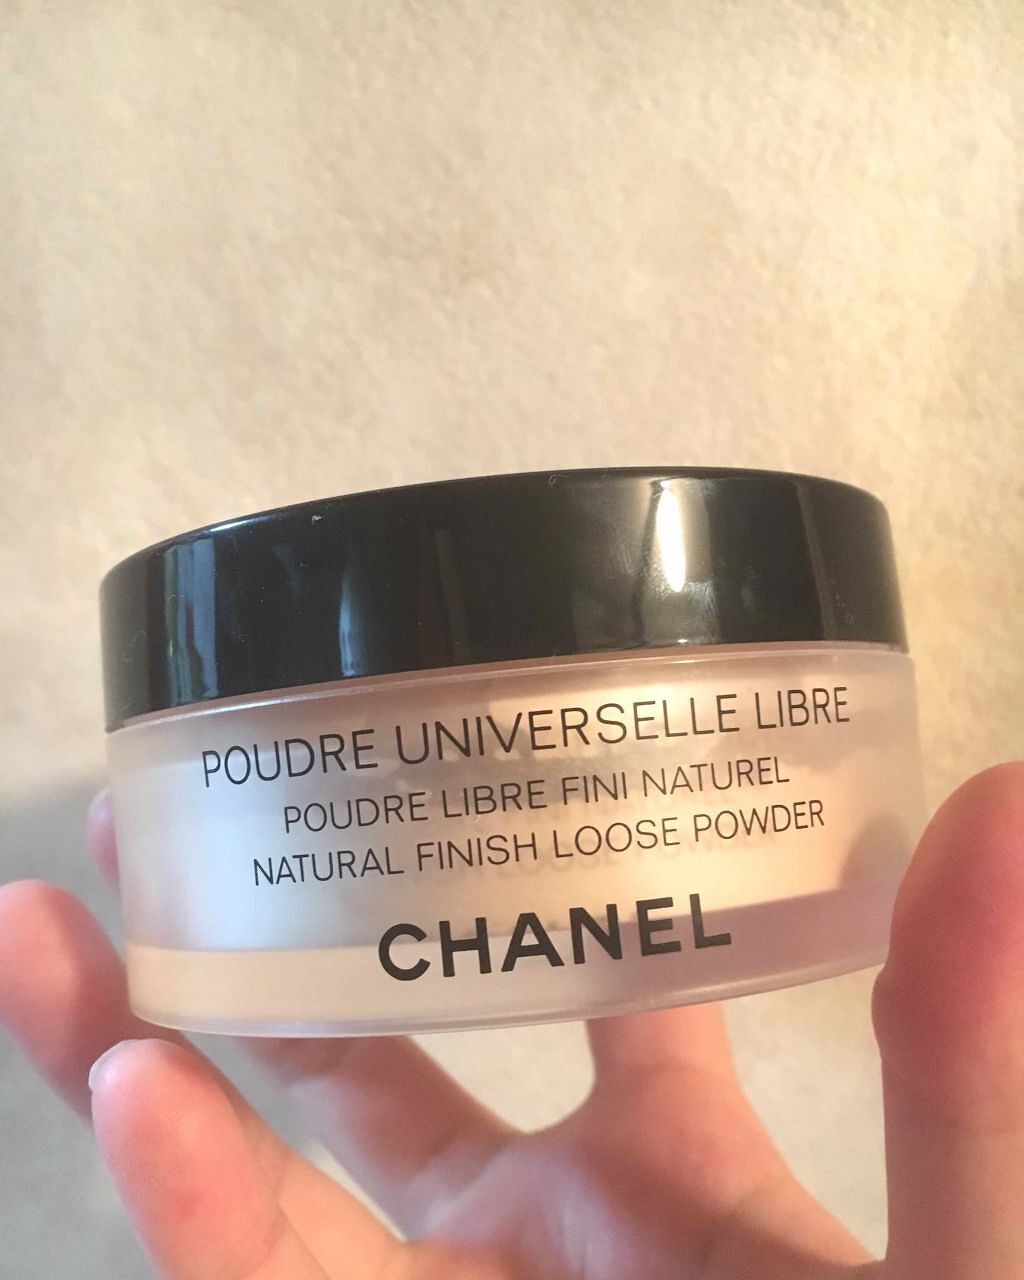 POUDRE UNIVERSELLE LIBRE
POUDRE LIBRE FINI NATUREL
NATURAL FINISH LOOSE POWDER
CHANEL